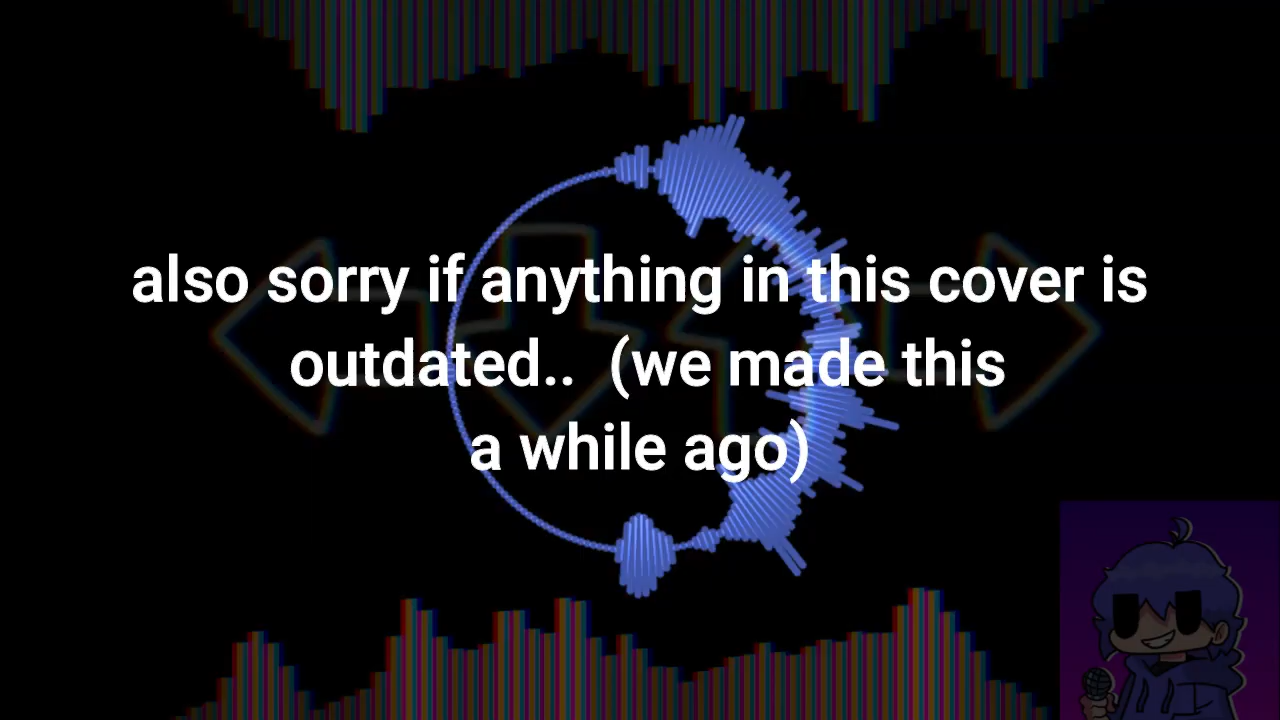 also sorry if anything in this cover is
outdated..  (we made this
a while ago)